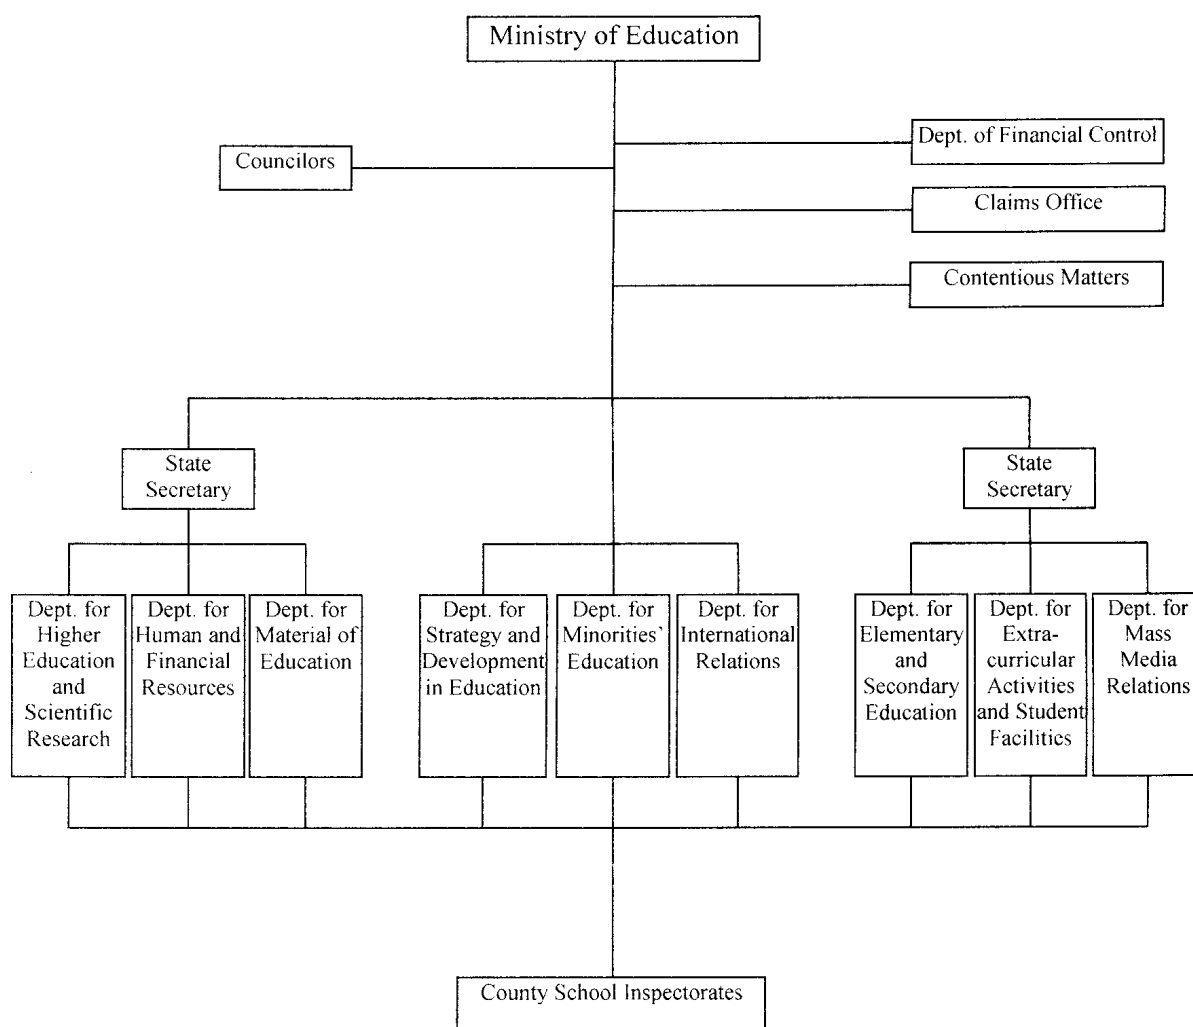 Ministry of Education
Dept. of Financial Control
Councilors
Claims Office
Contentious Matters
State
Secretary
State
Secretary
Dept. for
Higher
Education
and
Scientific
Research
Dept. for
Human and
Financial
Resources
Dept. for
Material of
Education
Dept. for
Strategy and
Development
in Education
Dept. for
Minorities'
Education
Dept. for
International
Relations
Dept. for
Elementary
and
Secondary
Education
Dept. for
Extra-
curricular
Activities
and Student
Facilities
Dept. for
Mass
Media
Relations
County School Inspectorates